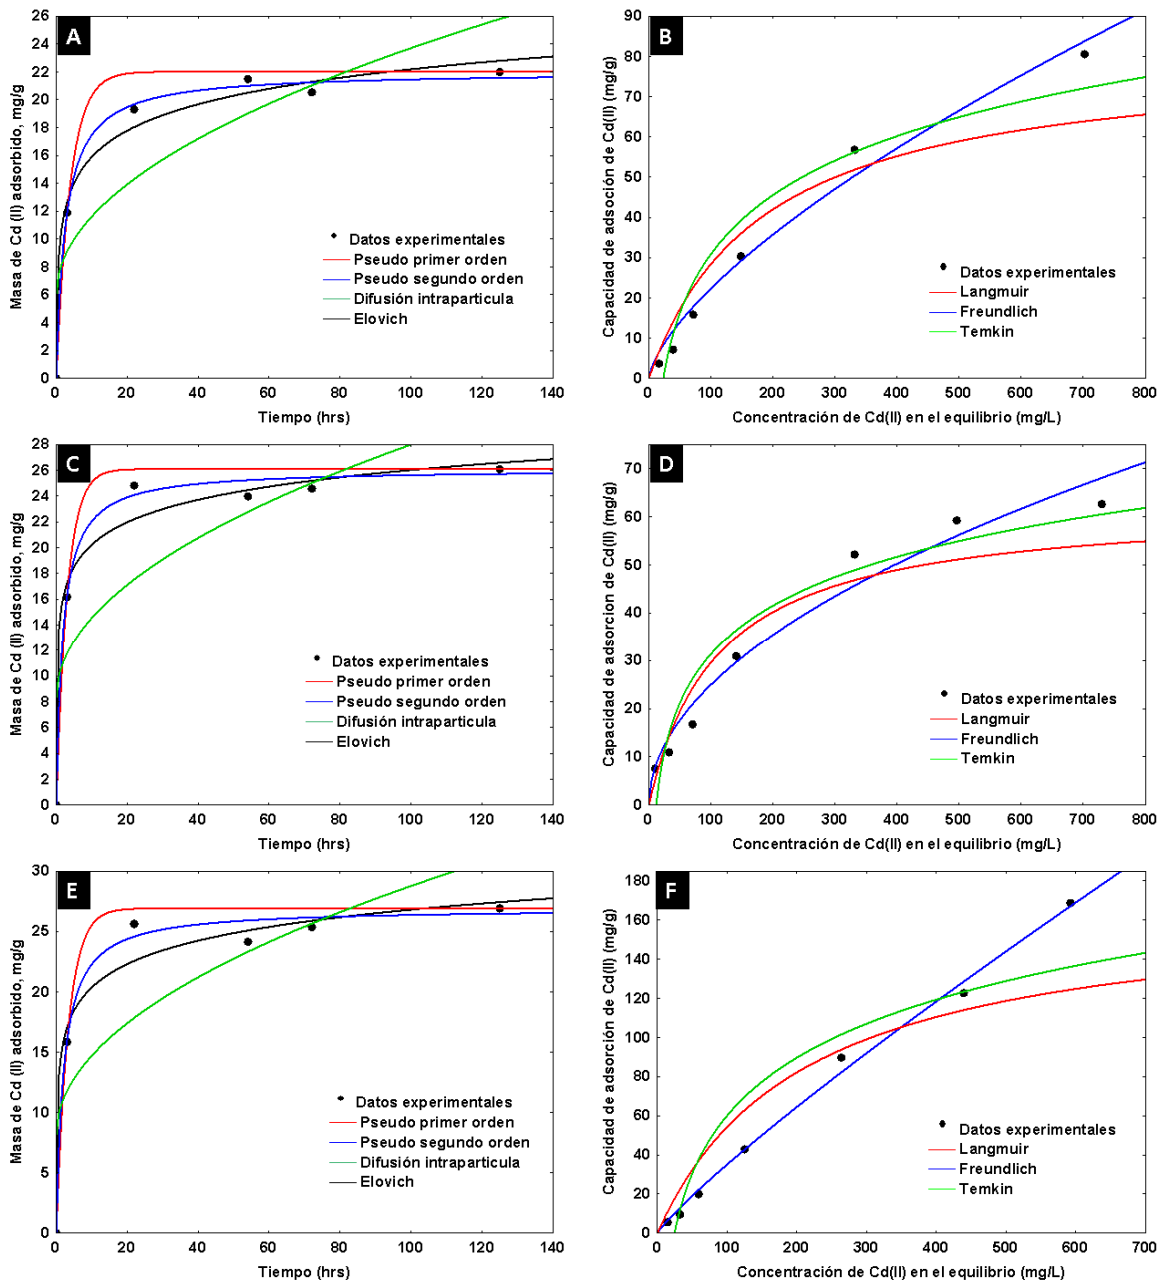 A
Masa de Cd (II) adsorbido, mg/g
26
24
22
20
18
16
14
12
10
8
6
4
2
0
0 20 40 60 80 100 120 140
Tiempo (hrs)
Datos experimentales
Pseudo primer orden
Pseudo segundo orden
Difusión intraparticula
Elovich
B
Capacidad de adsoción de Cd(II) (mg/g)
90
80
70
60
50
40
30
20
10
0
0 100 200 300 400 500 600 700 800
Concentración de Cd(II) en el equilibrio (mg/L)
Datos experimentales
Langmuir
Freundlich
Temkin
C
Masa de Cd (II) adsorbido, mg/g
28
26
24
22
20
18
16
14
12
10
8
6
4
2
0
0 20 40 60 80 100 120 140
Tiempo (hrs)
Datos experimentales
Pseudo primer orden
Pseudo segundo orden
Difusión intraparticula
Elovich
D
Capacidad de adsorcion de Cd(II) (mg/g)
70
60
50
40
30
20
10
0
0 100 200 300 400 500 600 700 800
Concentración de Cd(II) en el equilibrio (mg/L)
Datos experimentales
Langmuir
Freundlich
Temkin
E
Masa de Cd (II) adsorbido, mg/g
30
25
20
15
10
5
0
0 20 40 60 80 100 120 140
Tiempo (hrs)
Datos experimentales
Pseudo primer orden
Pseudo segundo orden
Difusión intraparticula
Elovich
F
Capacidad de adsorción de Cd(II) (mg/g)
180
160
140
120
100
80
60
40
20
0
0 100 200 300 400 500 600 700
Concentración de Cd(II) en el equilibrio (mg/L)
Datos experimentales
Langmuir
Freundlich
Temkin